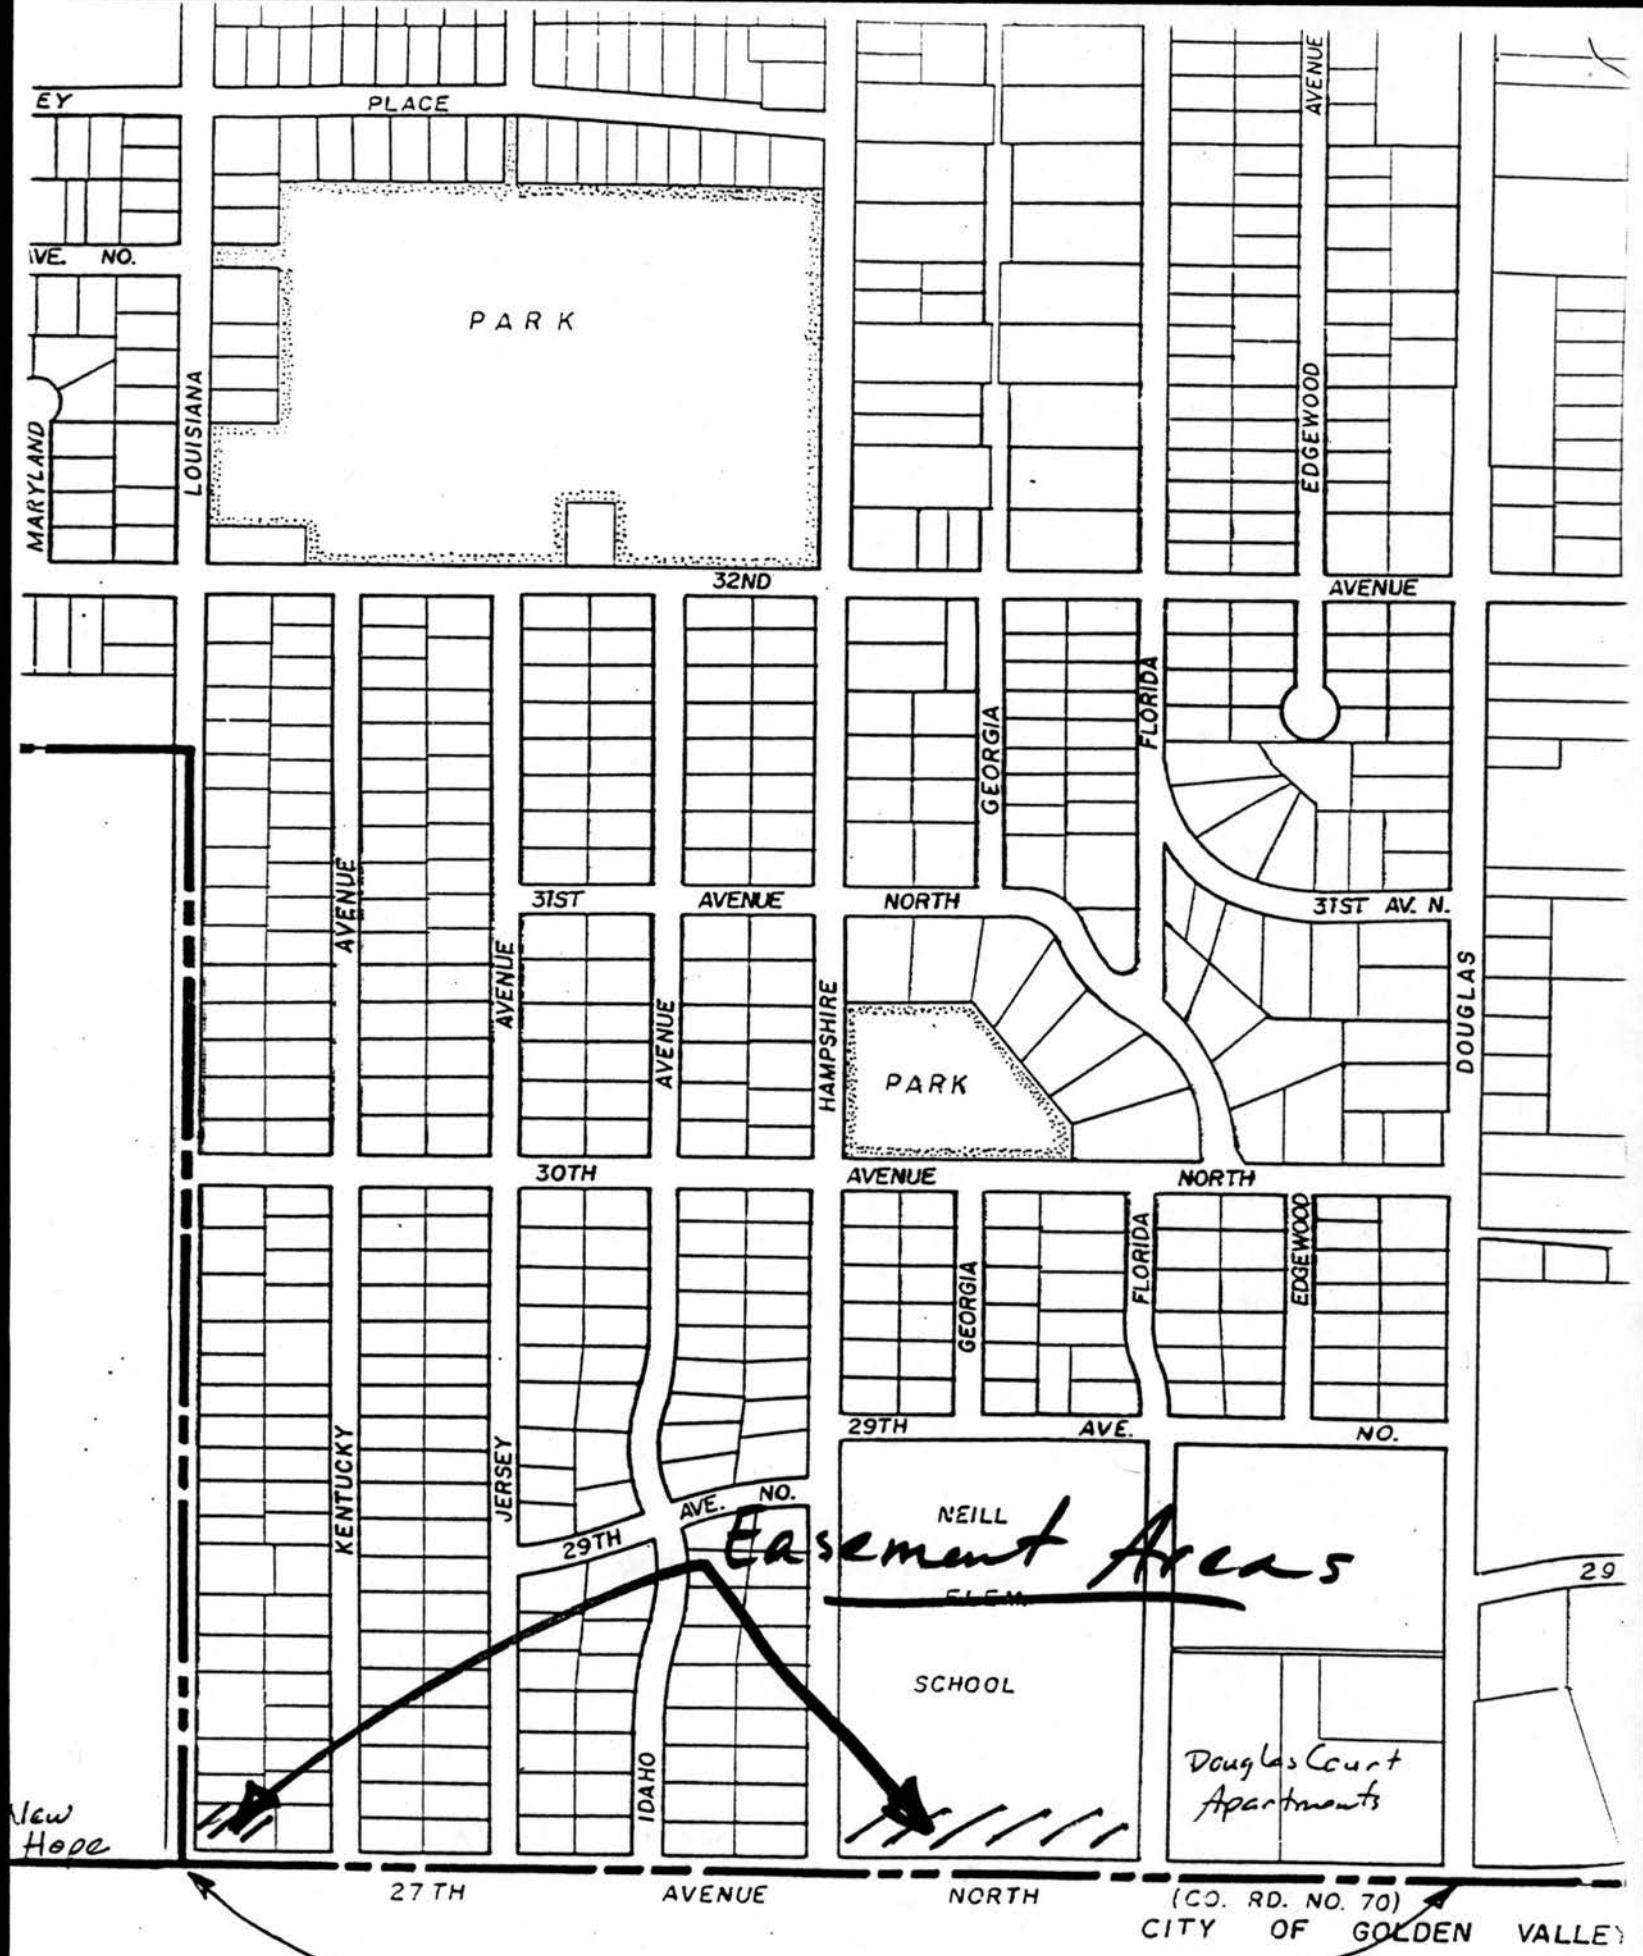 AVENUE
EY PLACE
AVE. NO.
PARK
LOUISIANA
EDGEWOOD
MARYLAND
32ND AVENUE
FLORIDA
GEORGIA
AVENUE
31ST AVENUE NORTH
31ST AV. N.
AVENUE
AVENUE
HAMPSHIRE
DOUGLAS
PARK
30TH AVENUE NORTH
FLORIDA
EDGEWOOD
GEORGIA
29TH AVE. NO.
KENTUCKY
JERSEY
29TH AVE. NO.
NEILL
Easement Areas
ELEM.
29
SCHOOL
IDAHO
Douglas Court
Apartments
New
Hope
27TH AVENUE NORTH (CO. RD. NO. 70)
CITY OF GOLDEN VALLEY